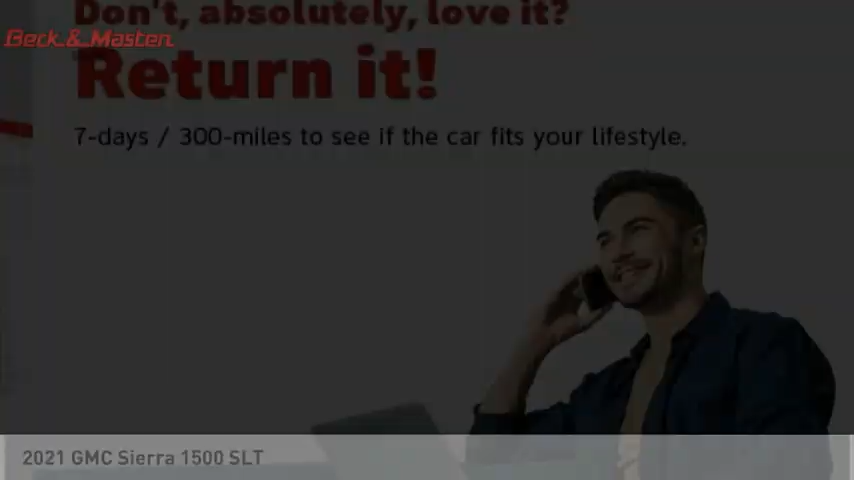 Don't, absolutely, love it?
Beck & Masten
Return it!
7-days / 300-miles to see if the car fits your lifestyle.
2021 GMC Sierra 1500 SLT